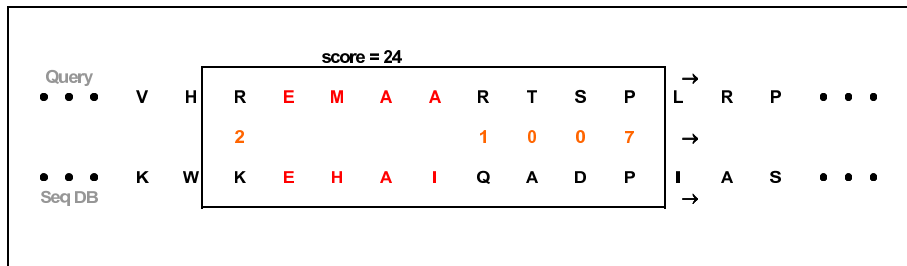 score = 24
Query
• • • V H R E M A A R T S P L R P • • •
2 1 0 0 7 →
• • • K W K E H A I Q A D P I A S • • •
Seq DB